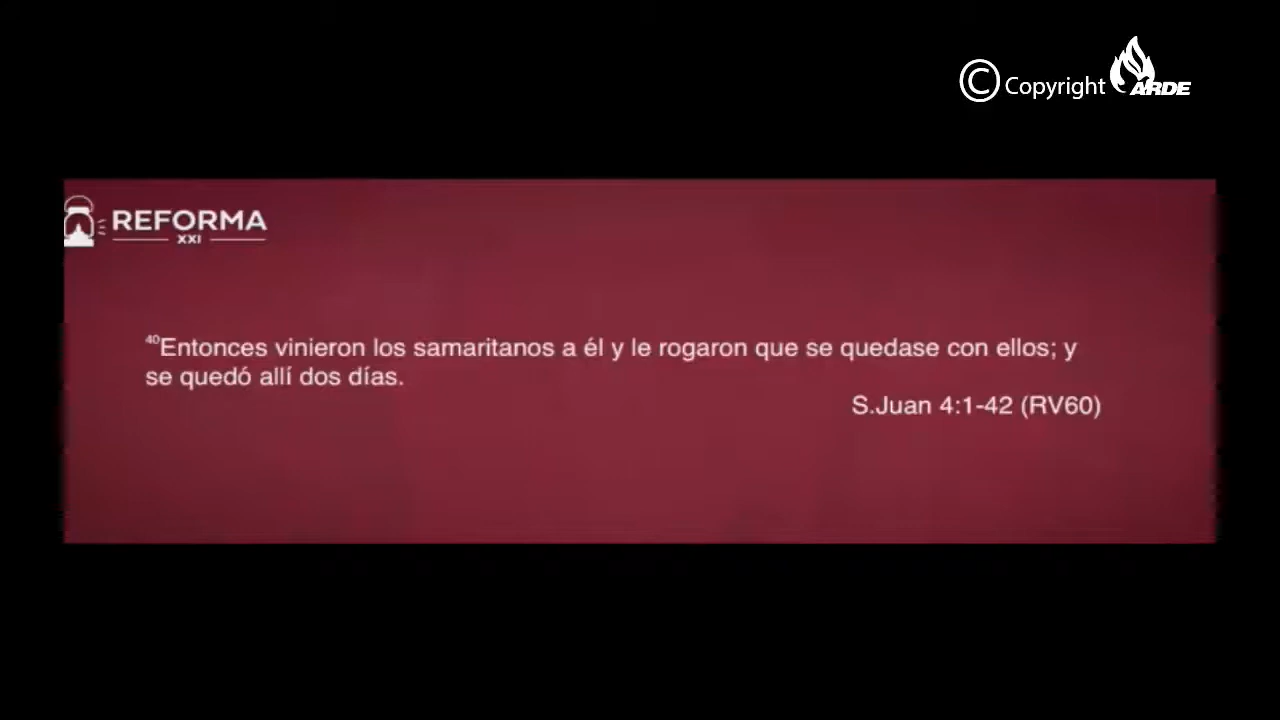 © Copyright ARDE
REFORMA
XXI
40Entonces vinieron los samaritanos a él y le rogaron que se quedase con ellos; y
se quedó allí dos días.
S.Juan 4:1-42 (RV60)